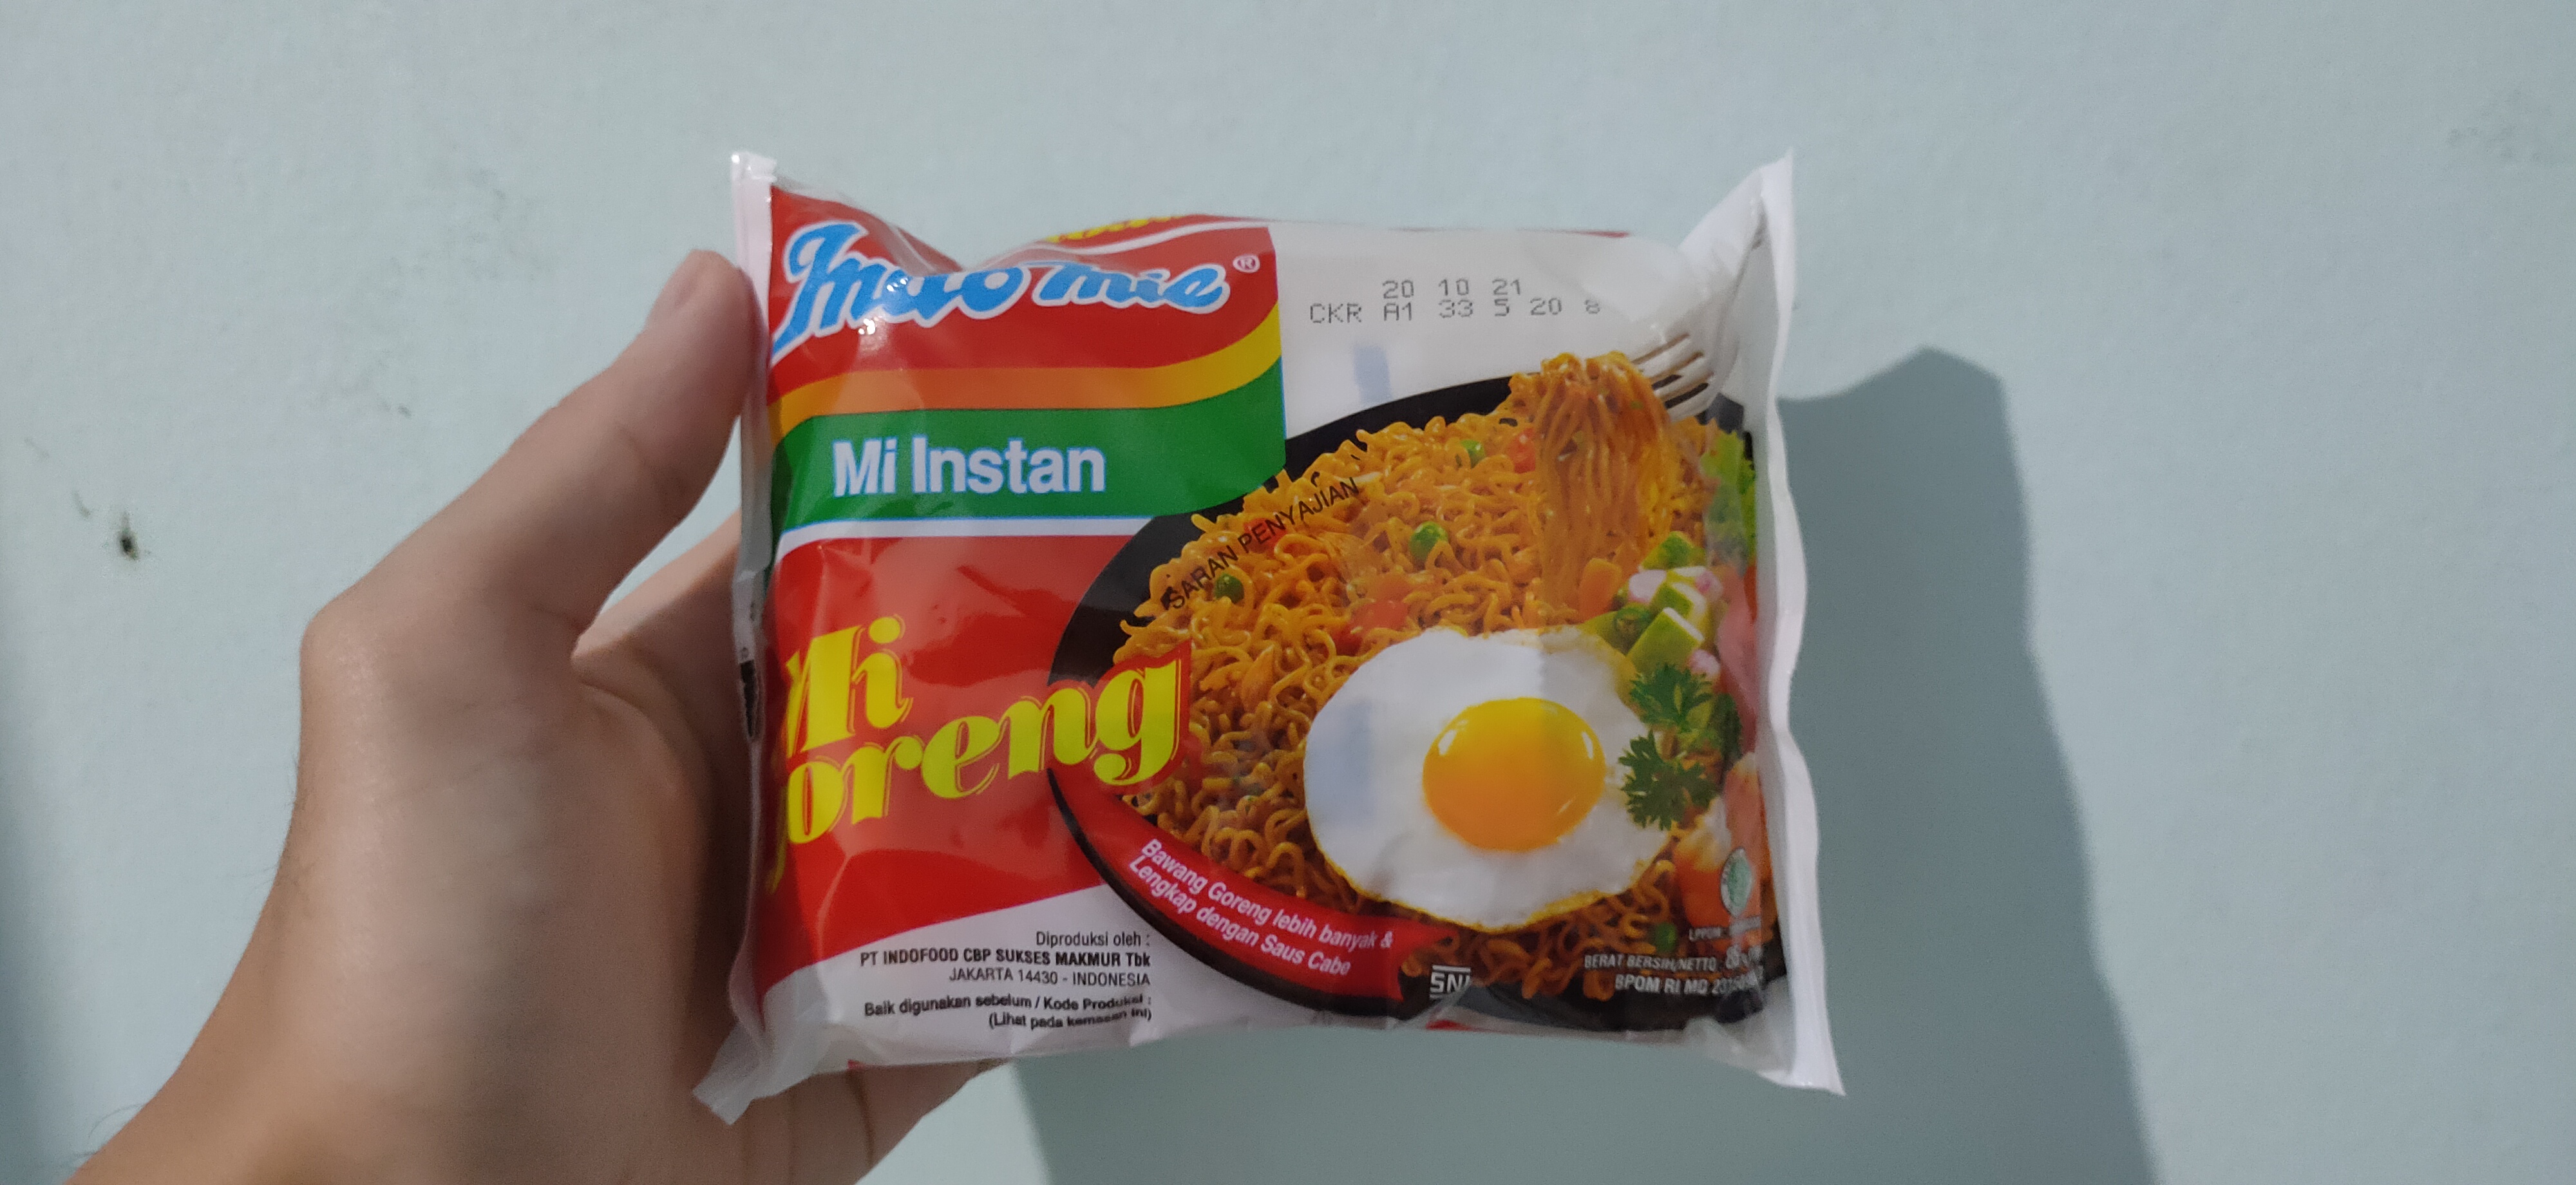 Indomie®
20 10 21
CKR A1 33 5 20 8
Mi Instan
SARAN PENYAJIAN
Mi
goreng
Bawang Goreng lebih banyak &
Lengkap dengan Saus Cabe
Diproduksi oleh :
PT INDOFOOD CBP SUKSES MAKMUR Tbk
JAKARTA 14430 - INDONESIA
Baik digunakan sebelum / Kode Produksi :
(Lihat pada kemasan ini)
SNI
BERAT BERSIH/NETTO :
BPOM RI MD